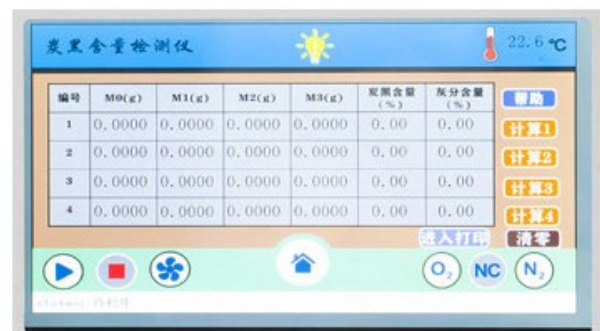 炭黑含量检测仪 22.6 ℃
编号 M0(g) M1(g) M2(g) M3(g) 炭黑含量(%) 灰分含量(%) 帮助
1 0.0000 0.0000 0.0000 0.0000 0.00 0.00 计算1
2 0.0000 0.0000 0.0000 0.0000 0.00 0.00 计算2
3 0.0000 0.0000 0.0000 0.0000 0.00 0.00 计算3
4 0.0000 0.0000 0.0000 0.0000 0.00 0.00 计算4
进入打印 清零
O₂ NC N₂